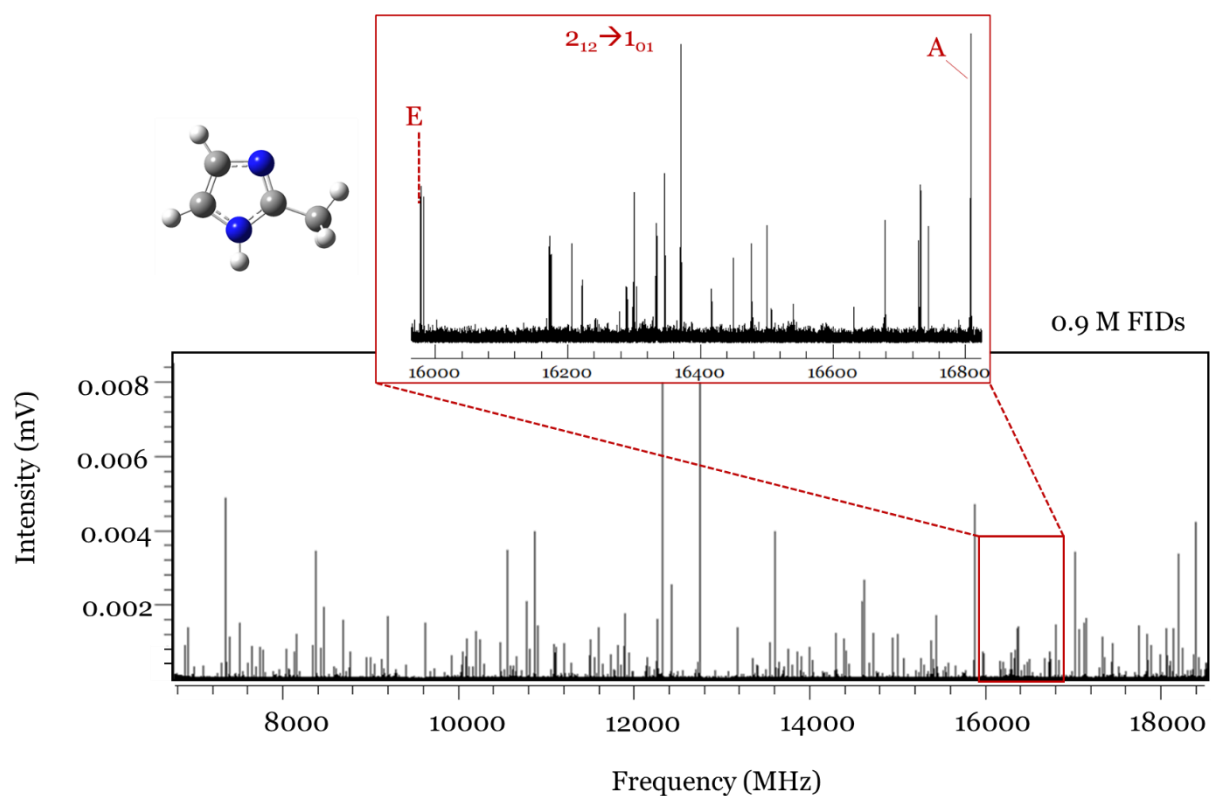 2₁₂→1₀₁
A
E
16000 16200 16400 16600 16800
0.9 M FIDs
0.008
0.006
0.004
0.002
Intensity (mV)
8000 10000 12000 14000 16000 18000
Frequency (MHz)